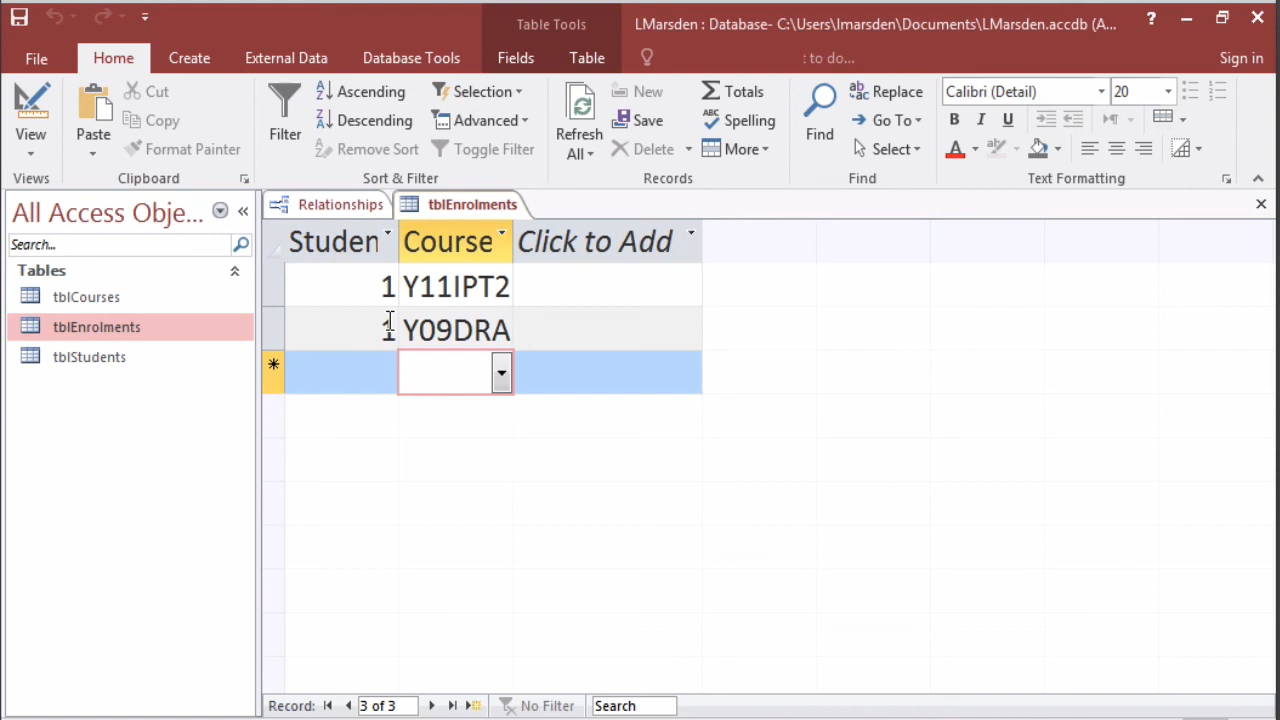 Table Tools
LMarsden : Database- C:\Users\lmarsden\Documents\LMarsden.accdb (A...
?
File
Home
Create
External Data
Database Tools
Fields
Table
: to do...
Sign in
View
Views
Paste
Cut
Copy
Format Painter
Clipboard
Filter
Ascending
Descending
Remove Sort
Selection
Advanced
Toggle Filter
Sort & Filter
Refresh
All
New
Save
Delete
Totals
Spelling
More
Records
Find
Replace
Go To
Select
Find
Calibri (Detail)
20
B I U
A
Text Formatting
All Access Obje...
Search...
Tables
tblCourses
tblEnrolments
tblStudents
Relationships
tblEnrolments
Studen Course Click to Add
1 Y11IPT2
1 Y09DRA
*
Record: 3 of 3 No Filter Search